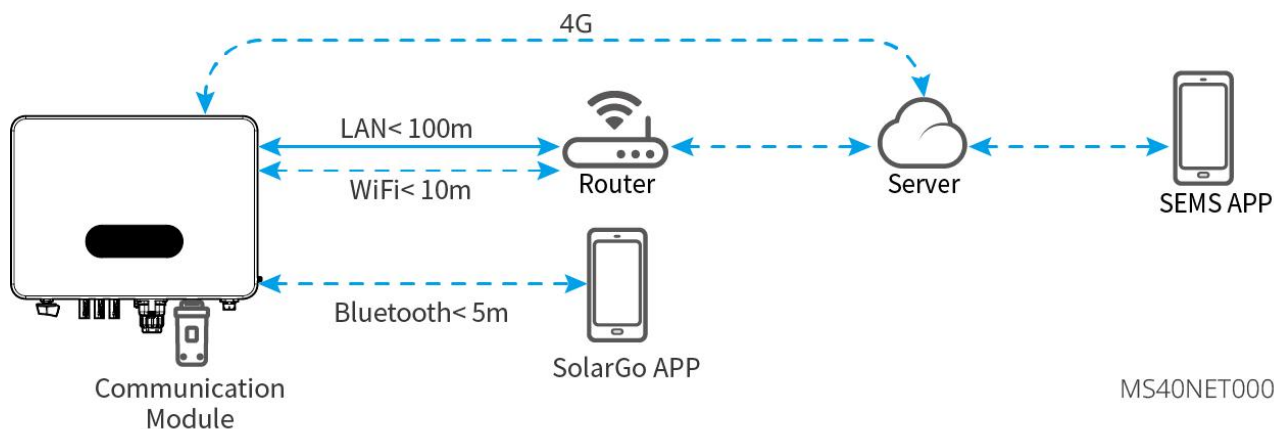 4G
LAN< 100m
WiFi< 10m
Router
Server
SEMS APP
Bluetooth< 5m
SolarGo APP
Communication
Module
MS40NET000